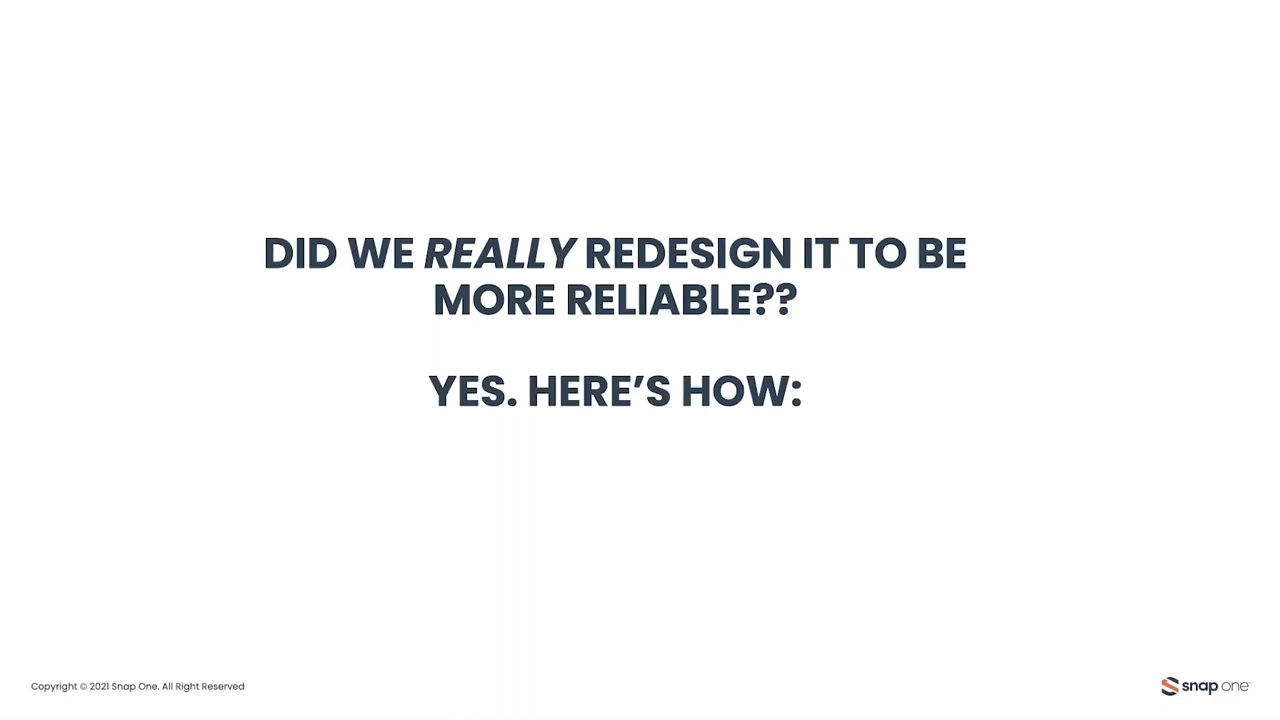 DID WE REALLY REDESIGN IT TO BE
MORE RELIABLE??
YES. HERE’S HOW:
Copyright © 2021 Snap One. All Right Reserved
snap one